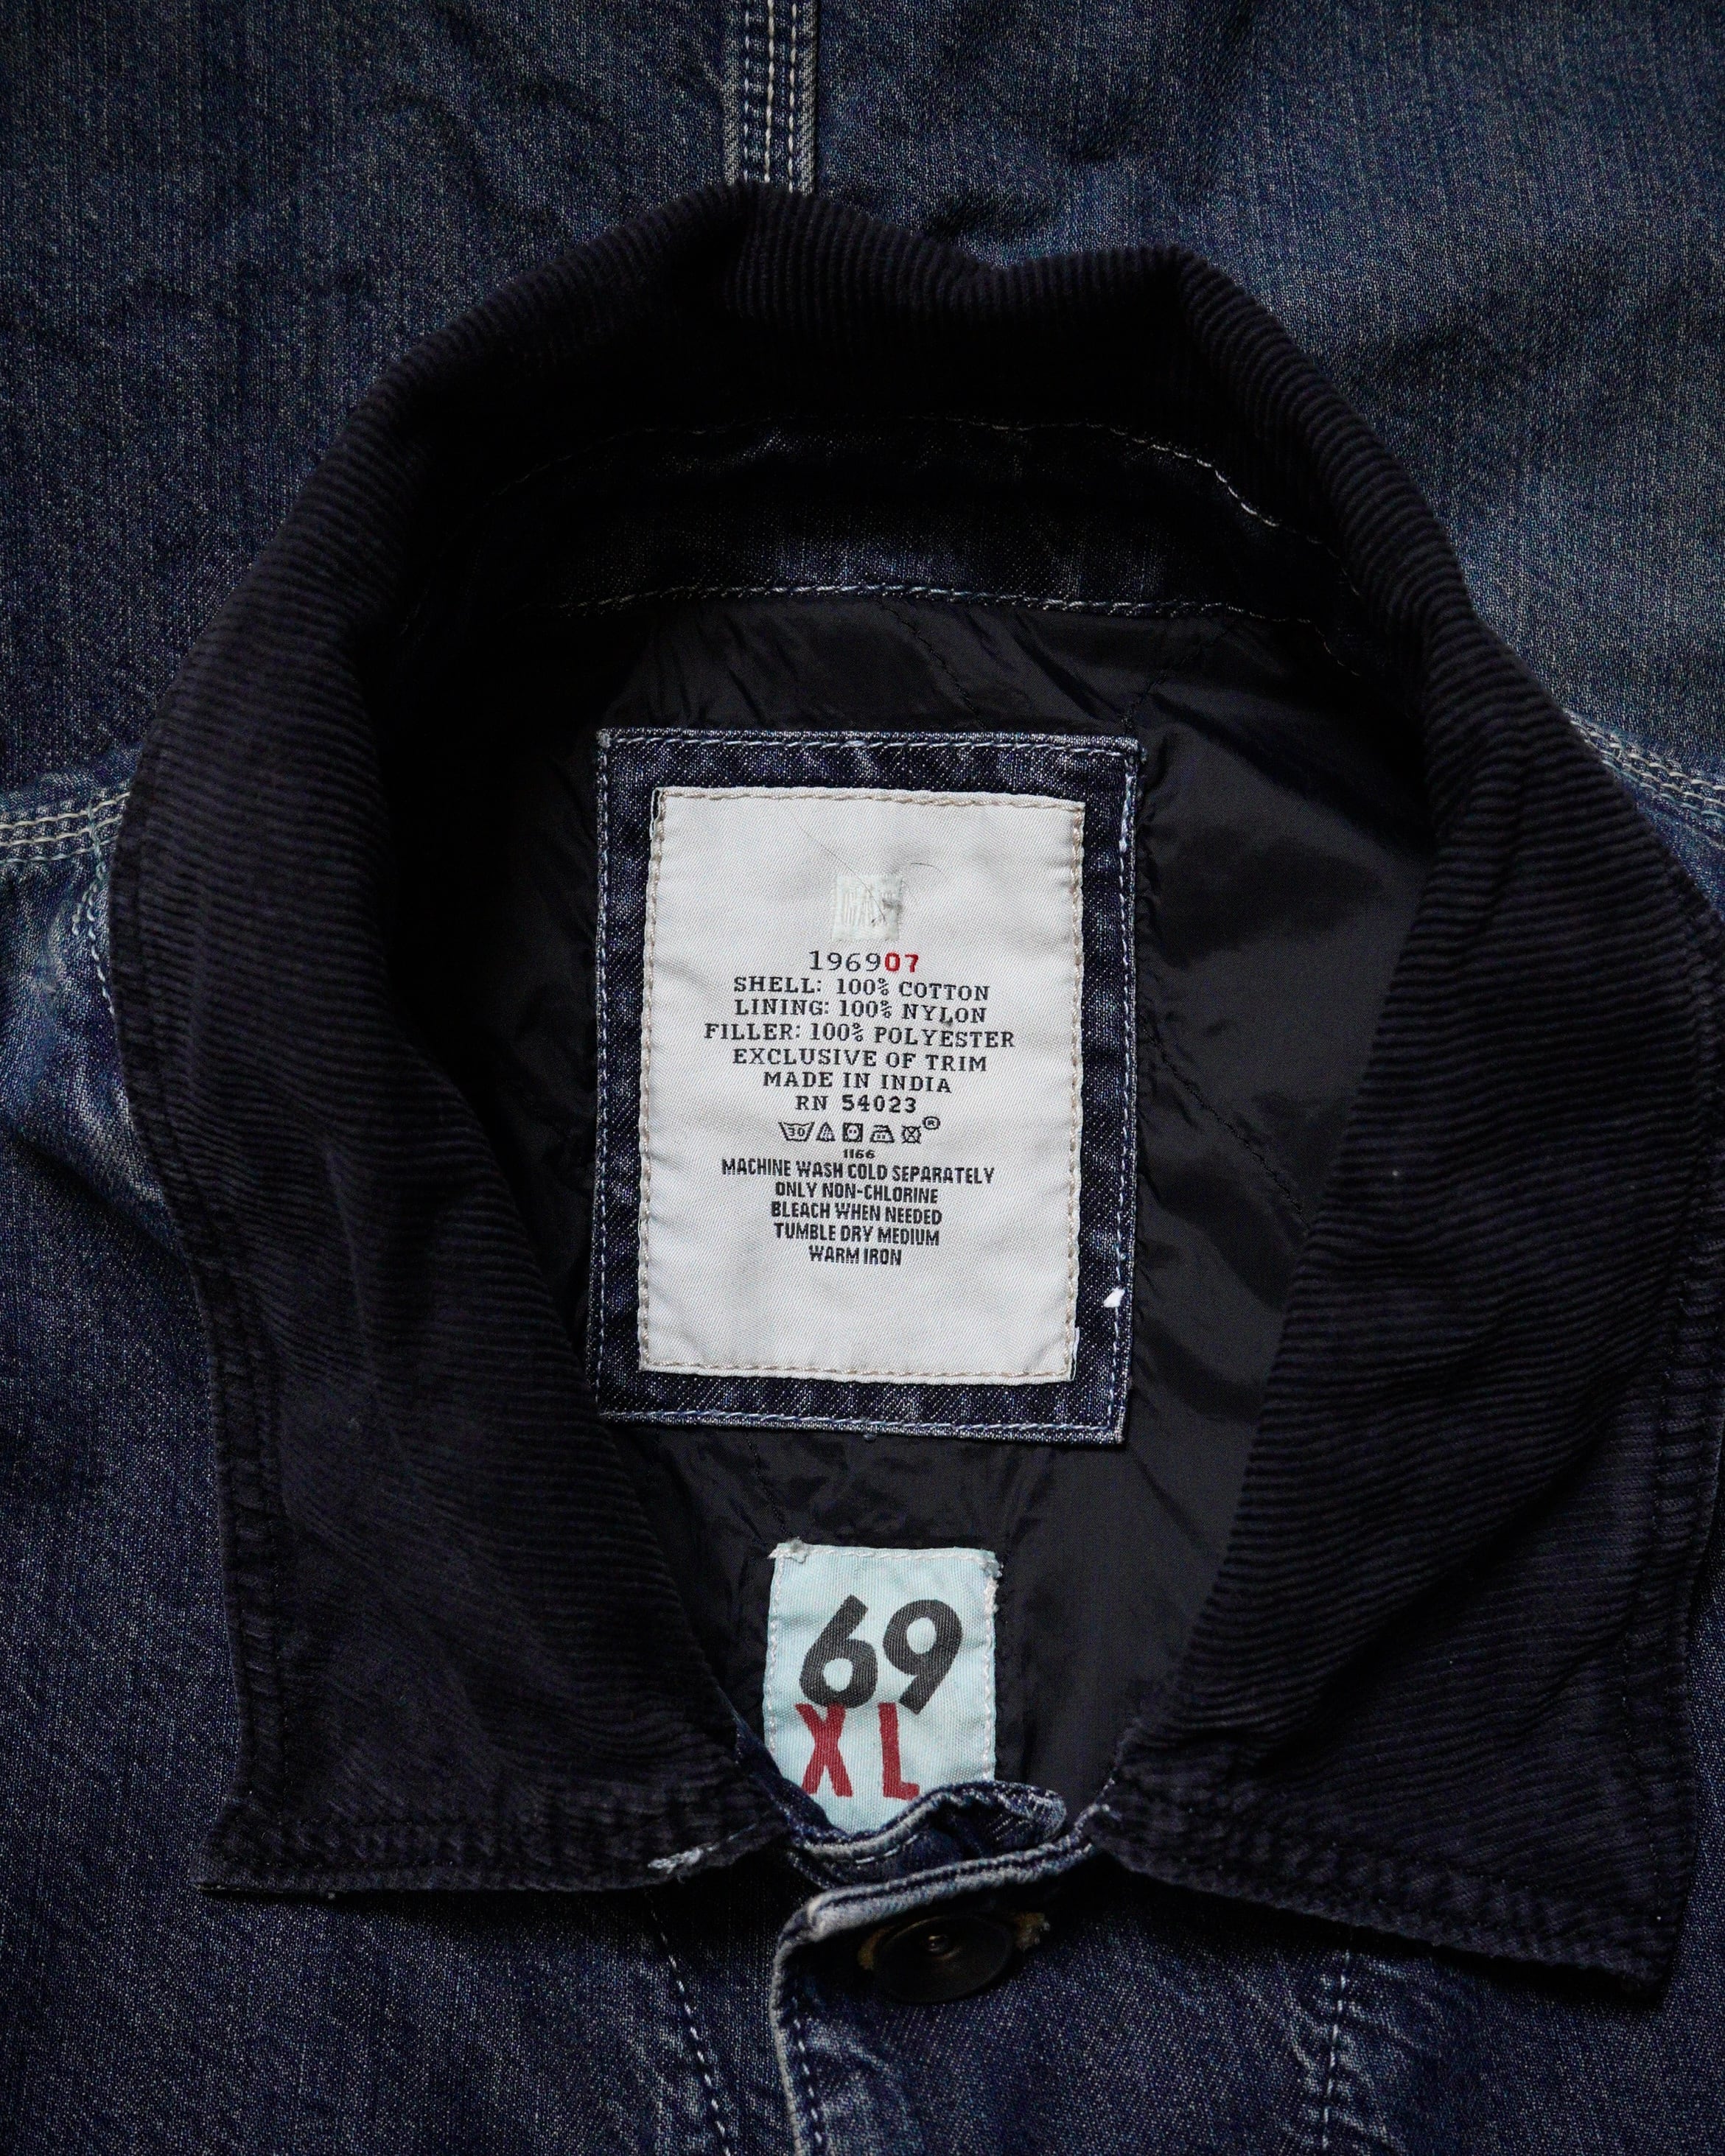 196907
SHELL: 100% COTTON
LINING: 100% NYLON
FILLER: 100% POLYESTER
EXCLUSIVE OF TRIM
MADE IN INDIA
RN 54023
30 ®
1166
MACHINE WASH COLD SEPARATELY
ONLY NON-CHLORINE
BLEACH WHEN NEEDED
TUMBLE DRY MEDIUM
WARM IRON
69
XL